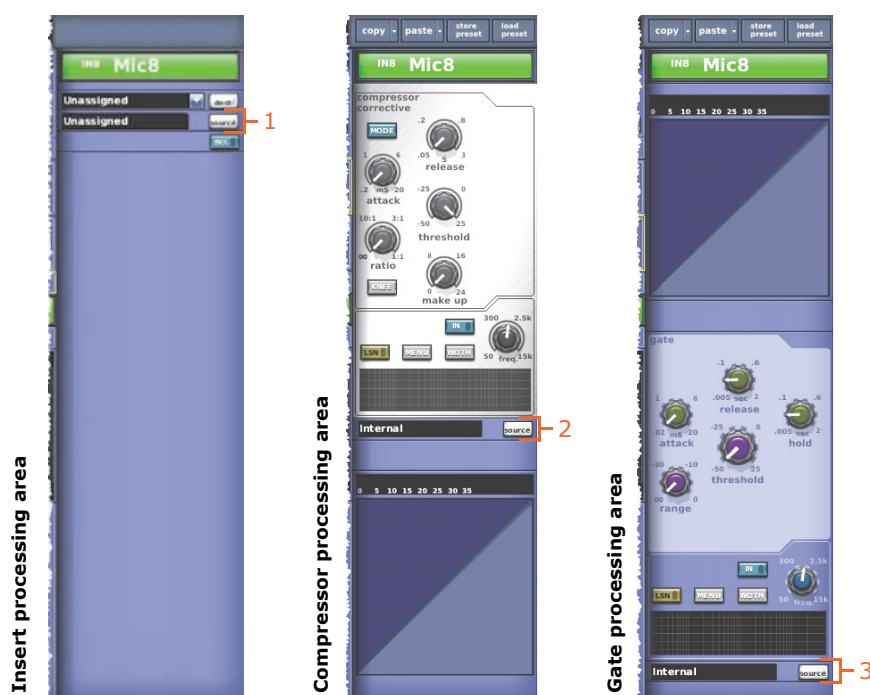 Insert processing area
IN8 Mic8
Unassigned
Unassigned source
1
Compressor processing area
copy paste store preset load preset
IN8 Mic8
compressor
corrective
MODE
.2 .8
.05 5 3
release
1 6
.2 mS 20
attack
-25 0
-50 25
threshold
10:1 3:1
∞ 1:1
ratio
KNEE
8 16
0 24
make up
IN
300 2.5k
50 freq. 15k
LSN MENU WDTH
Internal source
2
0 5 10 15 20 25 30 35
Gate processing area
copy paste store preset load preset
IN8 Mic8
0 5 10 15 20 25 30 35
gate
.1 .6
.005 sec 2
release
1 6
.02 mS 20
attack
-25 0
-50 25
threshold
.1 .6
.005 sec 2
hold
-30 -10
∞ 0
range
IN
300 2.5k
50 freq. 15k
LSN MENU WDTH
Internal source
3